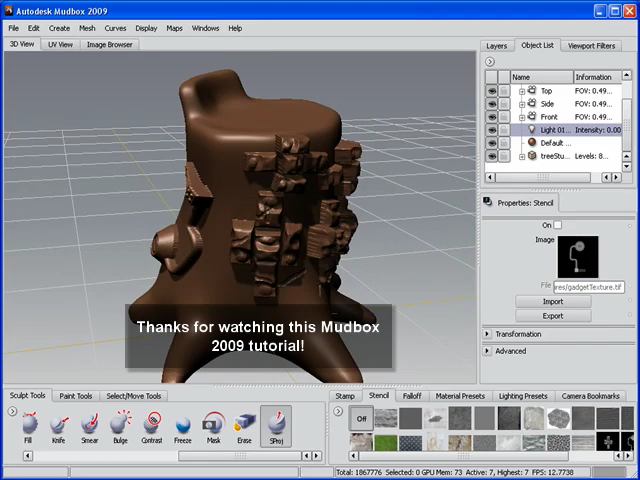 Autodesk Mudbox 2009
File Edit Create Mesh Curves Display Maps Windows Help
3D View UV View Image Browser
Layers Object List Viewport Filters
Name Information
Top FOV: 0.49...
Side FOV: 0.49...
Front FOV: 0.49...
Light 01... Intensity: 0.00
Default ...
treeStu... Levels: 8...
Properties: Stencil
On
Image
File res/gadgetTexture.tif
Import
Export
Transformation
Advanced
Thanks for watching this Mudbox
2009 tutorial!
Sculpt Tools Paint Tools Select/Move Tools
Fill Knife Smear Bulge Contrast Freeze Mask Erase SProj
Stamp Stencil Falloff Material Presets Lighting Presets Camera Bookmarks
Off
Total: 1867776 Selected: 0 GPU Mem: 73 Active: 7, Highest: 7 FPS: 12.7738